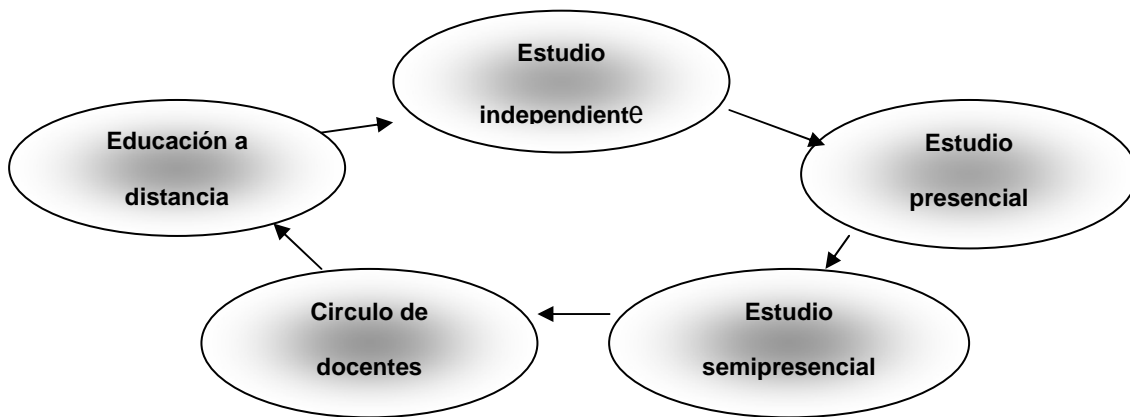 Estudio
independiente
Educación a
distancia
Estudio
presencial
Circulo de
docentes
Estudio
semipresencial